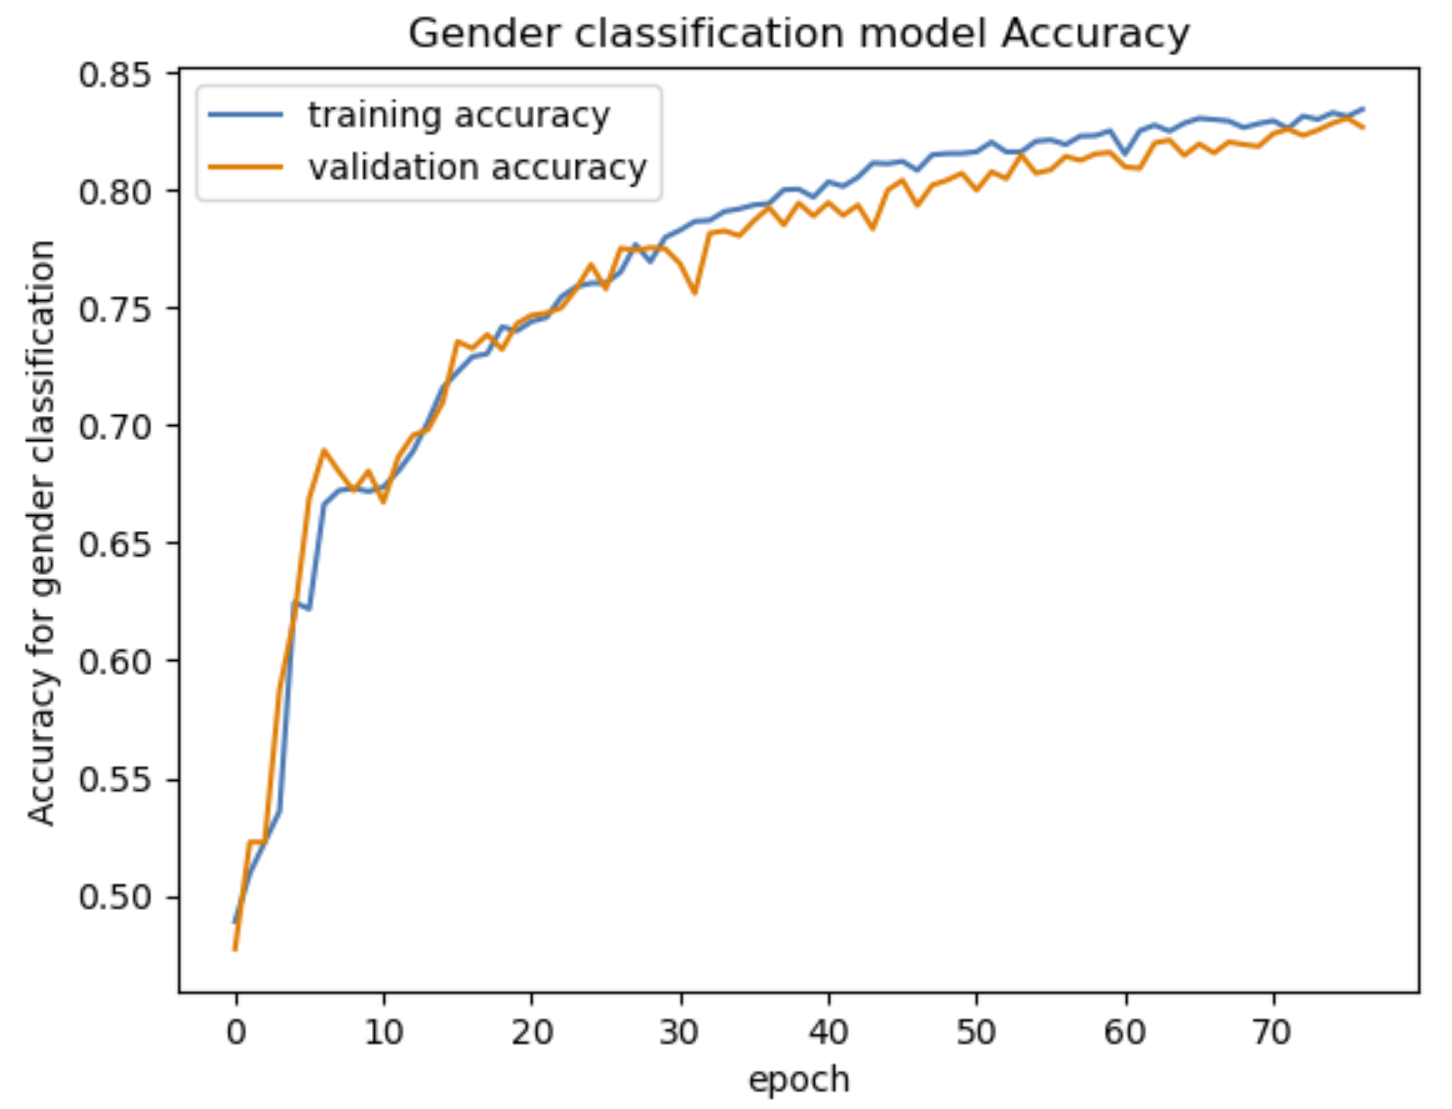 Gender classification model Accuracy
training accuracy
validation accuracy
Accuracy for gender classification
0.85
0.80
0.75
0.70
0.65
0.60
0.55
0.50
0 10 20 30 40 50 60 70
epoch